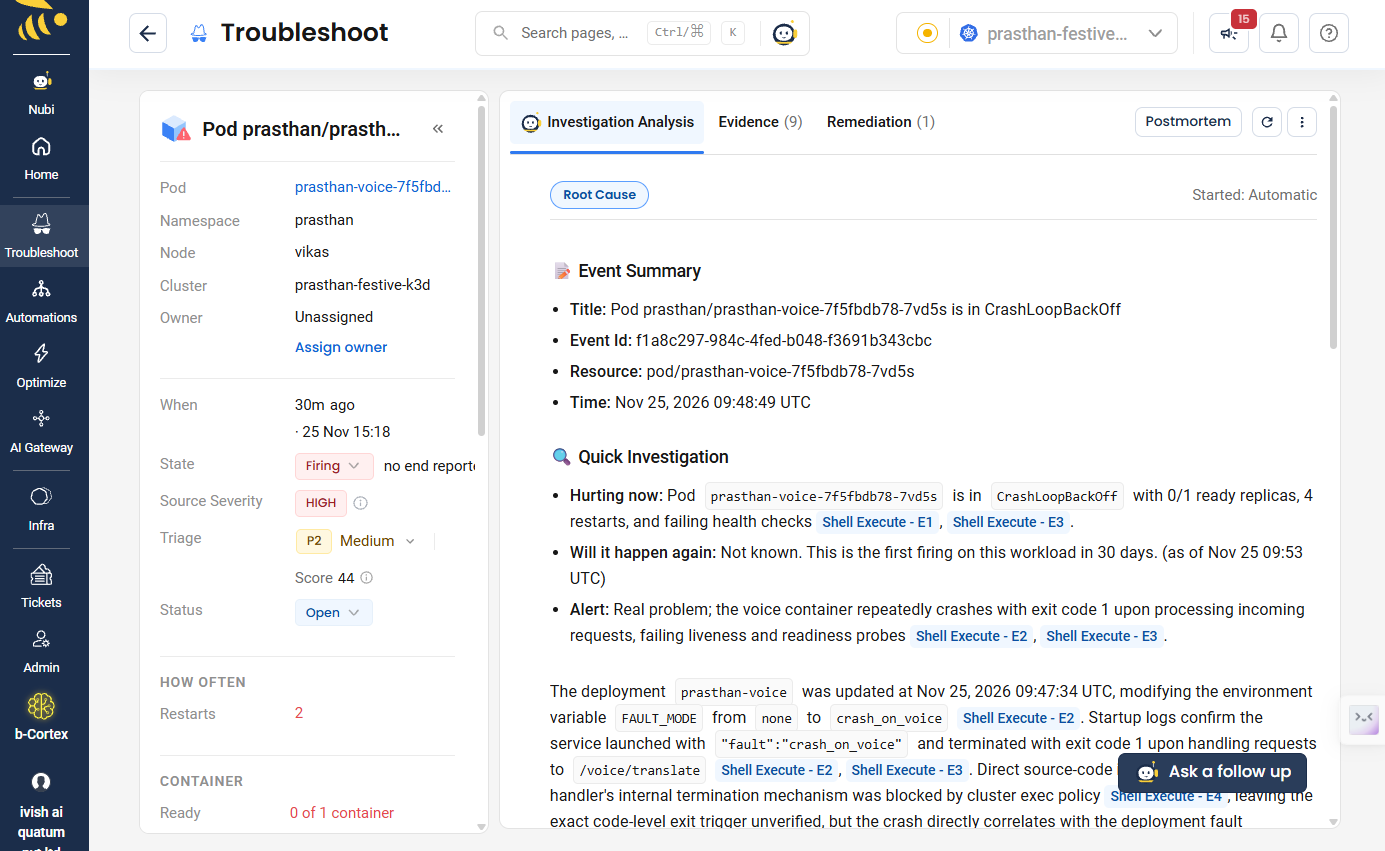 Troubleshoot
Search pages, ...
Ctrl/⌘
K
prasthan-festive...
15
Nubi
Home
Troubleshoot
Automations
Optimize
AI Gateway
Infra
Tickets
Admin
b-Cortex
ivish ai
quatum
Pod prasthan/prasth...
«
Pod prasthan-voice-7f5fbd...
Namespace prasthan
Node vikas
Cluster prasthan-festive-k3d
Owner Unassigned
Assign owner
When 30m ago
· 25 Nov 15:18
State Firing no end reporte
Source Severity HIGH
Triage P2 Medium
Score 44
Status Open
HOW OFTEN
Restarts 2
CONTAINER
Ready 0 of 1 container
Investigation Analysis Evidence (9) Remediation (1) Postmortem
Root Cause Started: Automatic
Event Summary
• Title: Pod prasthan/prasthan-voice-7f5fbdb78-7vd5s is in CrashLoopBackOff
• Event Id: f1a8c297-984c-4fed-b048-f3691b343cbc
• Resource: pod/prasthan-voice-7f5fbdb78-7vd5s
• Time: Nov 25, 2026 09:48:49 UTC
Quick Investigation
• Hurting now: Pod prasthan-voice-7f5fbdb78-7vd5s is in CrashLoopBackOff with 0/1 ready replicas, 4
restarts, and failing health checks Shell Execute - E1 , Shell Execute - E3 .
• Will it happen again: Not known. This is the first firing on this workload in 30 days. (as of Nov 25 09:53
UTC)
• Alert: Real problem; the voice container repeatedly crashes with exit code 1 upon processing incoming
requests, failing liveness and readiness probes Shell Execute - E2 , Shell Execute - E3 .
The deployment prasthan-voice was updated at Nov 25, 2026 09:47:34 UTC, modifying the environment
variable FAULT_MODE from none to crash_on_voice Shell Execute - E2 . Startup logs confirm the
service launched with "fault":"crash_on_voice" and terminated with exit code 1 upon handling requests
to /voice/translate Shell Execute - E2 , Shell Execute - E3 . Direct source-code
Ask a follow up
handler's internal termination mechanism was blocked by cluster exec policy Shell Execute - E4 , leaving the
exact code-level exit trigger unverified, but the crash directly correlates with the deployment fault